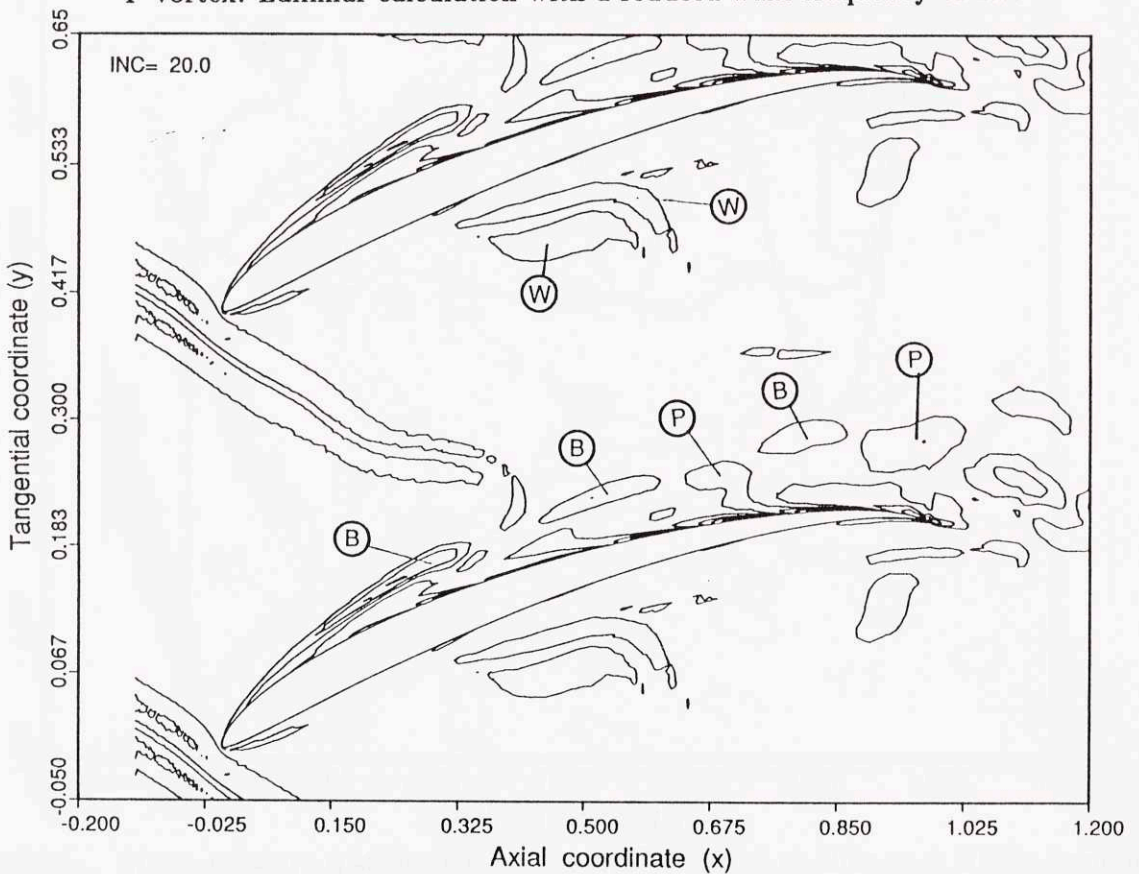 INC= 20.0
0.65
0.533
0.417
0.300
0.183
0.067
-0.050
Tangential coordinate (y)
W
W
P
B
P
B
B
-0.200 -0.025 0.150 0.325 0.500 0.675 0.850 1.025 1.200
Axial coordinate (x)